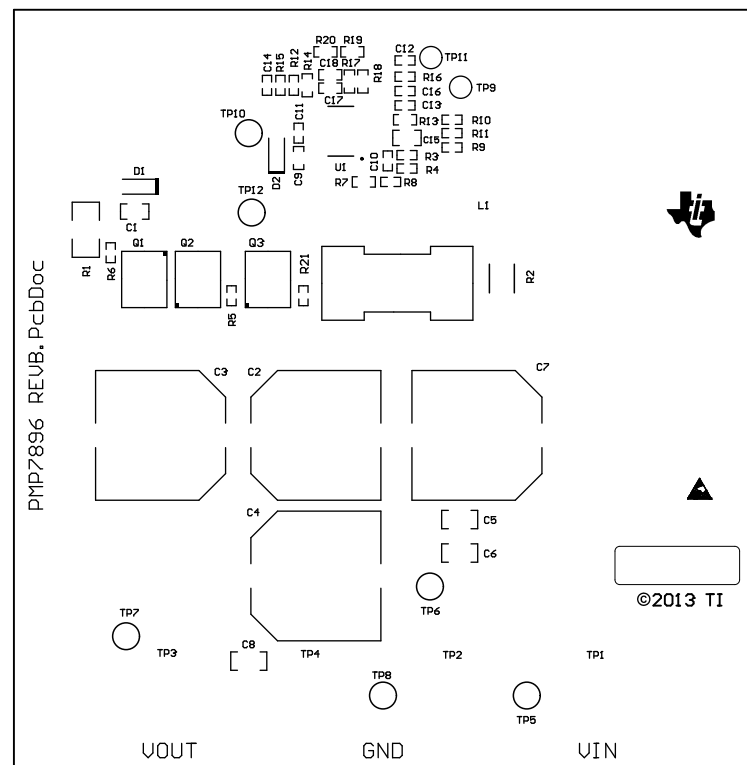 R20 R19
C12
TP11
C14
R15
R12
R14
C18 R17
R18
R16
C16
C13
TP9
C17
TP10
C11
R13
R10
R11
R9
C15
D2
C9
U1
C10
R3
R4
R7
R8
D1
TP12
L1
C1
ti
R1
R6
Q1
Q2
Q3
R5
R21
R2
PMP7896 REVB.PcbDoc
C3
C2
C7
C4
C5
C6
©2013 TI
TP7
TP6
TP3
C8
TP4
TP2
TP1
TP8
TP5
VOUT
GND
VIN